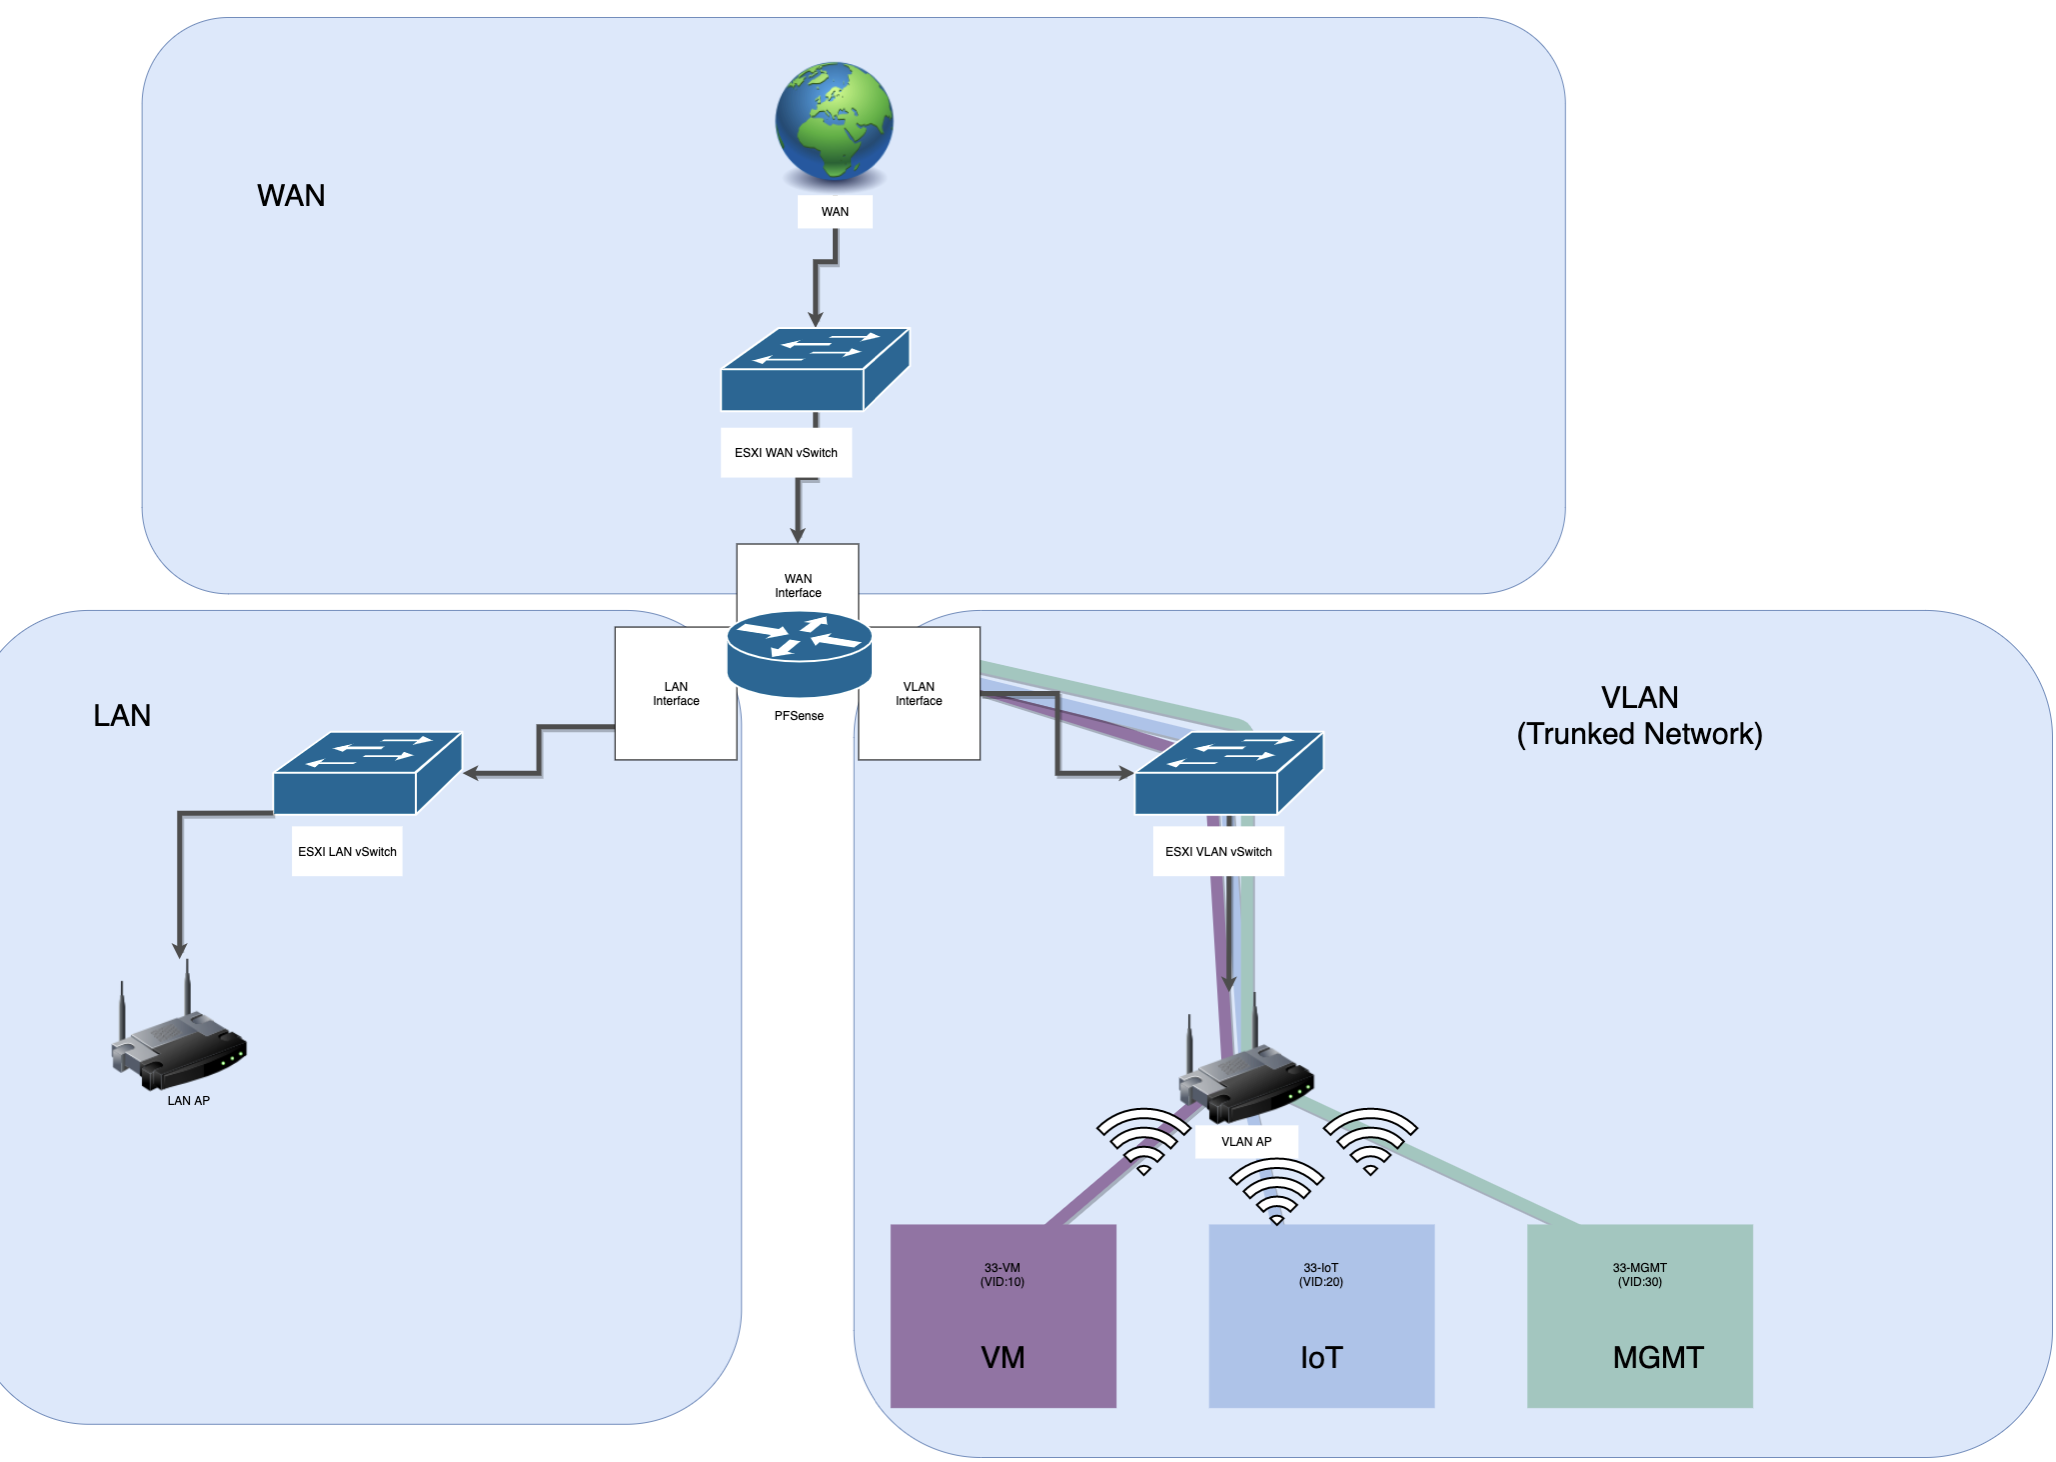 WAN
WAN
ESXI WAN vSwitch
WAN
Interface
LAN
LAN
Interface
PFSense
VLAN
Interface
VLAN
(Trunked Network)
ESXI LAN vSwitch
ESXI VLAN vSwitch
LAN AP
VLAN AP
33-VM
(VID:10)
VM
33-IoT
(VID:20)
IoT
33-MGMT
(VID:30)
MGMT